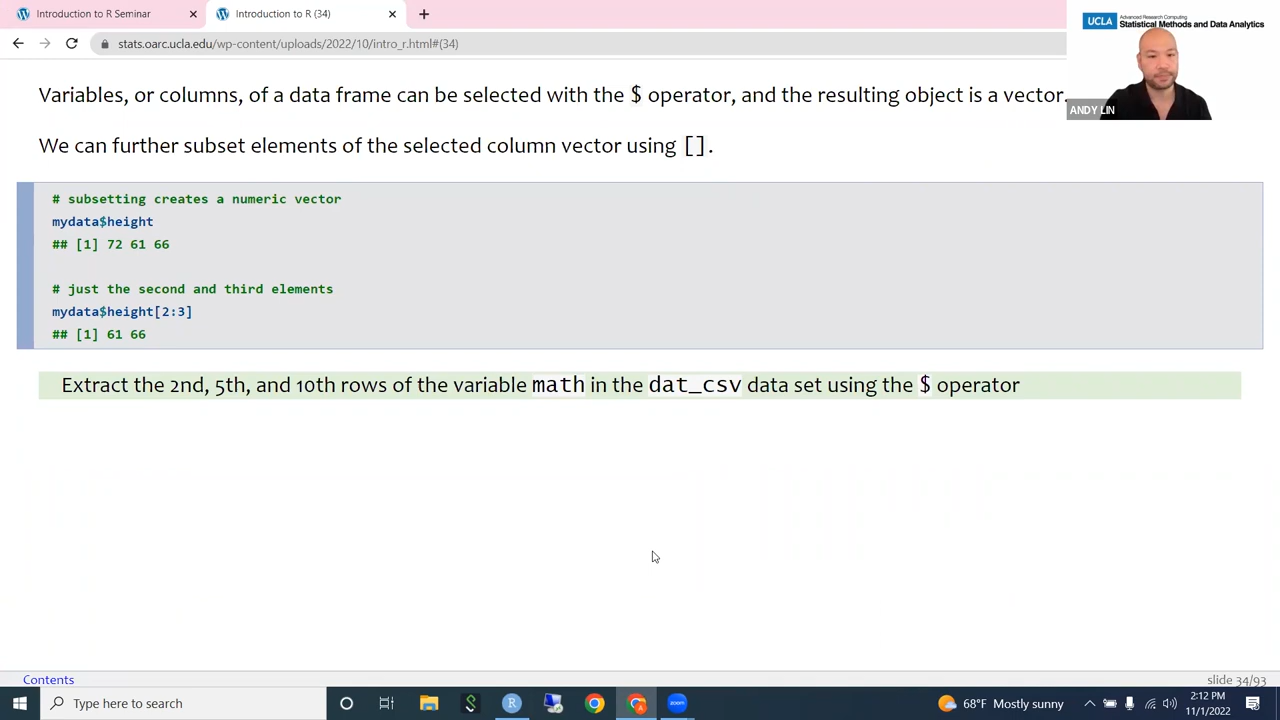 Introduction to R Seminar
Introduction to R (34)
stats.oarc.ucla.edu/wp-content/uploads/2022/10/intro_r.html#(34)
UCLA Advanced Research Computing
Statistical Methods and Data Analytics
ANDY LIN
Variables, or columns, of a data frame can be selected with the $ operator, and the resulting object is a vector.
We can further subset elements of the selected column vector using [].
# subsetting creates a numeric vector
mydata$height
## [1] 72 61 66
# just the second and third elements
mydata$height[2:3]
## [1] 61 66
Extract the 2nd, 5th, and 10th rows of the variable math in the dat_csv data set using the $ operator
Contents
slide 34/93
Type here to search
zoom
68°F Mostly sunny
2:12 PM
11/1/2022